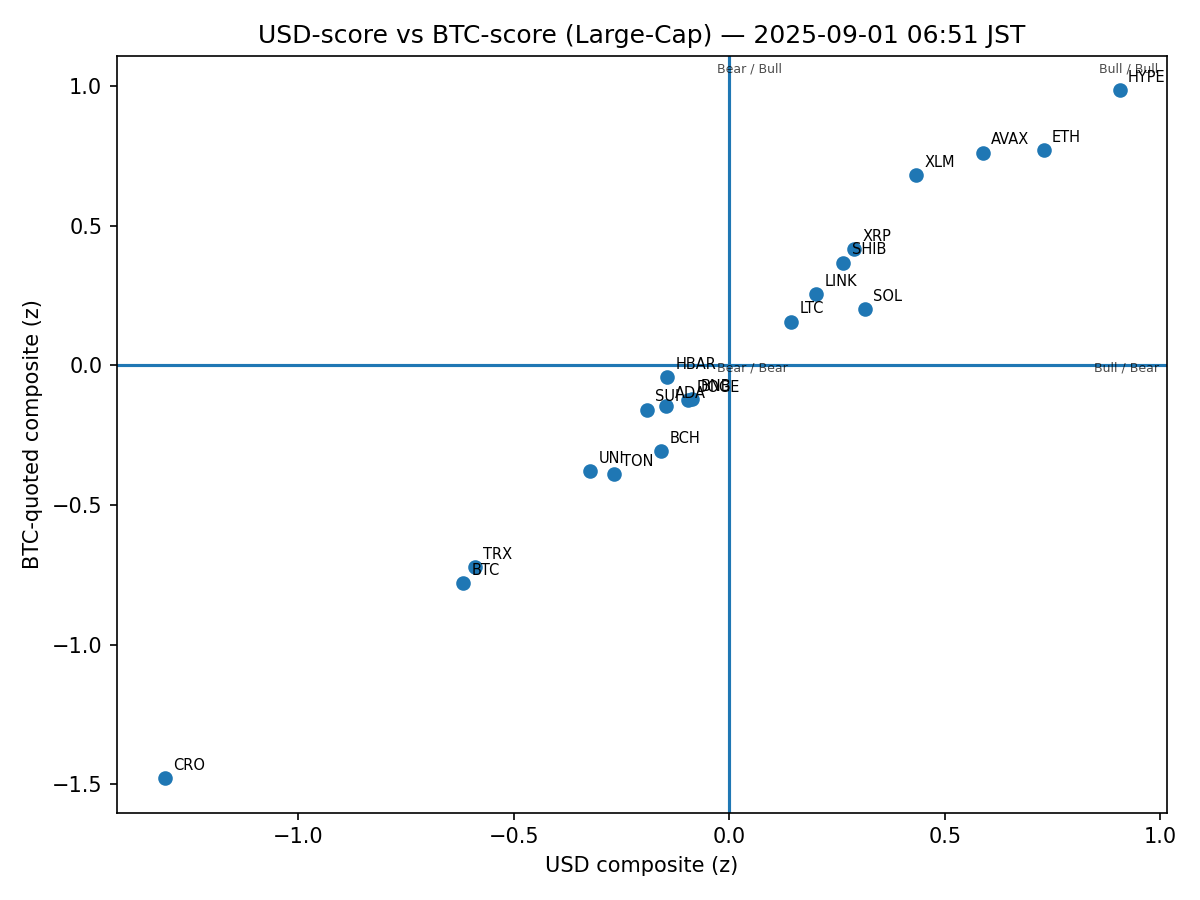 USD-score vs BTC-score (Large-Cap) — 2025-09-01 06:51 JST
Bear / Bull
Bull / Bull
HYPE
1.0
ETH
AVAX
XLM
0.5
XRP
SHIB
LINK
SOL
LTC
0.0
HBAR
Bear / Bear
Bull / Bear
BNB
DOGE
ADA
SUI
BCH
UNI
TON
−0.5
TRX
BTC
−1.0
CRO
−1.5
−1.0
−0.5
0.0
0.5
1.0
USD composite (z)
BTC-quoted composite (z)